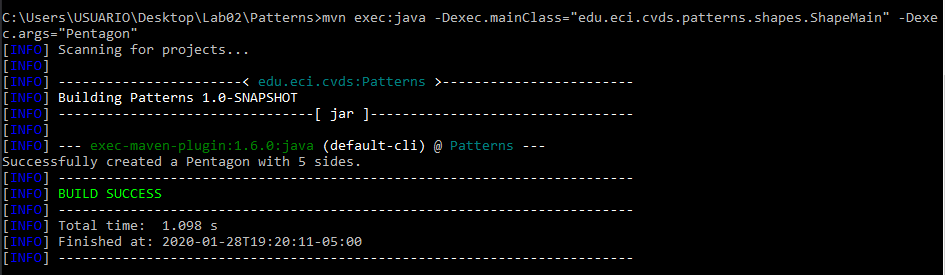 C:\Users\USUARIO\Desktop\Lab02\Patterns>mvn exec:java -Dexec.mainClass="edu.eci.cvds.patterns.shapes.ShapeMain" -Dexe
c.args="Pentagon"
[INFO] Scanning for projects...
[INFO]
[INFO] -----------------------< edu.eci.cvds:Patterns >------------------------
[INFO] Building Patterns 1.0-SNAPSHOT
[INFO] --------------------------------[ jar ]---------------------------------
[INFO]
[INFO] --- exec-maven-plugin:1.6.0:java (default-cli) @ Patterns ---
Successfully created a Pentagon with 5 sides.
[INFO] ------------------------------------------------------------------------
[INFO] BUILD SUCCESS
[INFO] ------------------------------------------------------------------------
[INFO] Total time:  1.098 s
[INFO] Finished at: 2020-01-28T19:20:11-05:00
[INFO] ------------------------------------------------------------------------